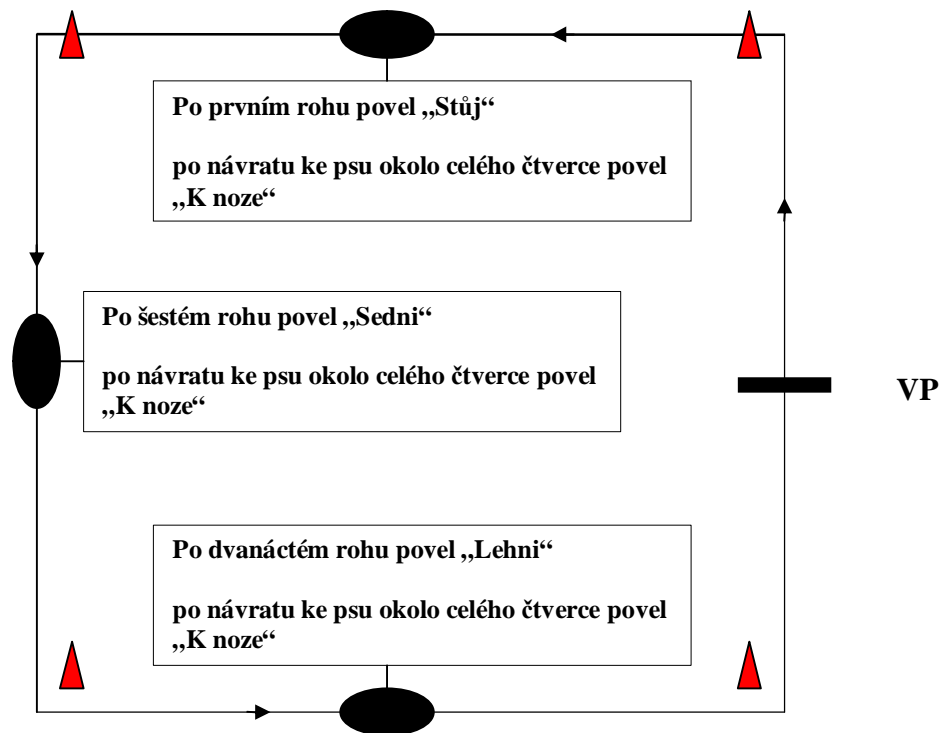 Po prvním rohu povel „Stůj“
po návratu ke psu okolo celého čtverce povel
„K noze“
Po šestém rohu povel „Sedni“
po návratu ke psu okolo celého čtverce povel
„K noze“
VP
Po dvanáctém rohu povel „Lehni“
po návratu ke psu okolo celého čtverce povel
„K noze“